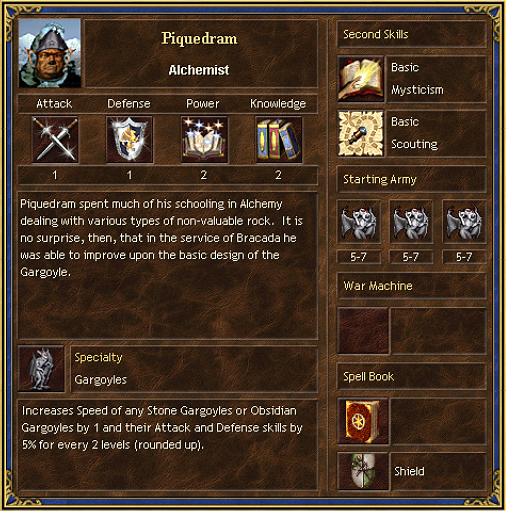 Piquedram
Alchemist
Attack Defense Power Knowledge
1 1 2 2
Piquedram spent much of his schooling in Alchemy
dealing with various types of non-valuable rock. It is
no surprise, then, that in the service of Bracada he
was able to improve upon the basic design of the
Gargoyle.
Specialty
Gargoyles
Increases Speed of any Stone Gargoyles or Obsidian
Gargoyles by 1 and their Attack and Defense skills by
5% for every 2 levels (rounded up).
Second Skills
Basic
Mysticism
Basic
Scouting
Starting Army
5-7 5-7 5-7
War Machine
Spell Book
Shield